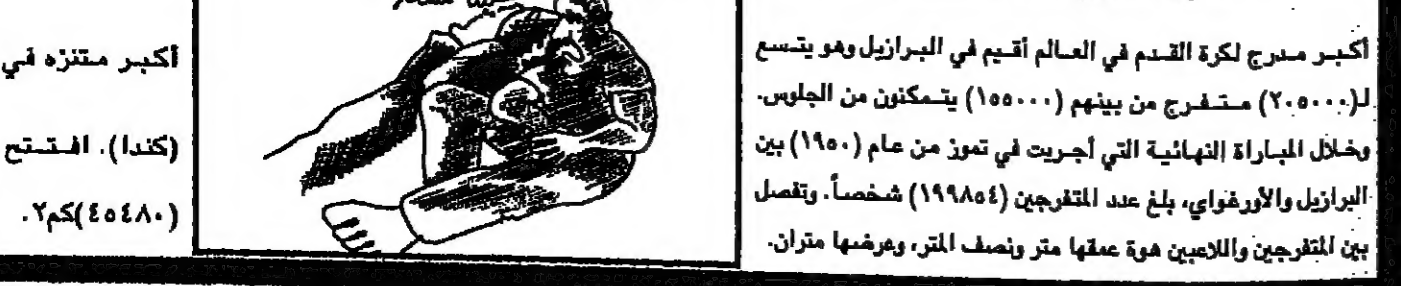 أكبر مدرج لكرة القدم في العالم أقيم في البرازيل وهو يتسع
لـ(٢٠٥٠٠٠) متفرج من بينهم (١٥٥٠٠٠) يتمكنون من الجلوس.
وخلال المباراة النهائية التي أجريت في تموز من عام (١٩٥٠) بين
البرازيل والأورغواي، بلغ عدد المتفرجين (١٩٩٨٥٤) شخصاً. وتفصل
بين المتفرجين واللاعبين هوة عمقها متر ونصف المتر، وعرضها متران.
أكبر متنزه في
(كندا). افتتح
(٤٥٤٨٠)كم٢.